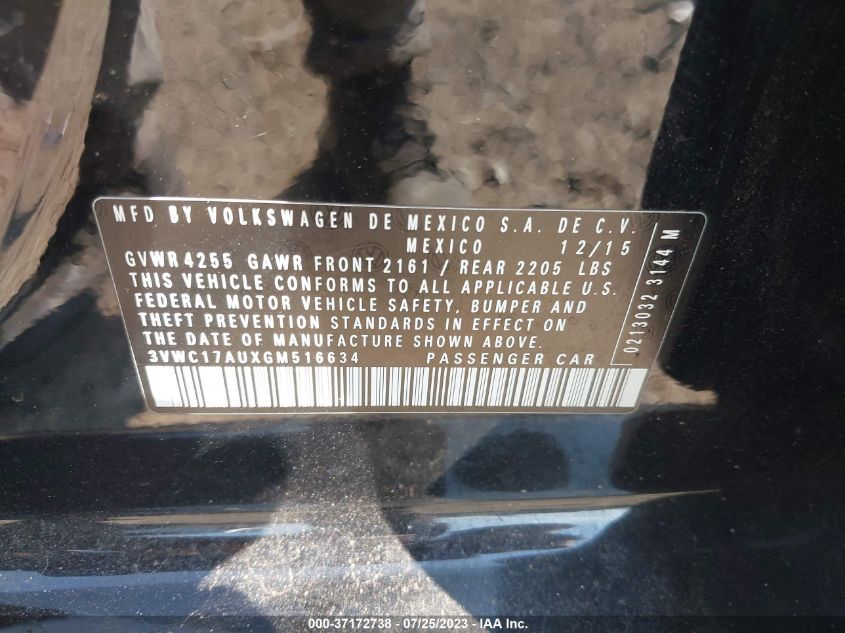 MFD BY VOLKSWAGEN DE MEXICO S.A. DE C.V.
MEXICO 12/15
GVWR 4255 GAWR FRONT 2161 / REAR 2205 LBS
THIS VEHICLE CONFORMS TO ALL APPLICABLE U.S.
FEDERAL MOTOR VEHICLE SAFETY, BUMPER AND
THEFT PREVENTION STANDARDS IN EFFECT ON
THE DATE OF MANUFACTURE SHOWN ABOVE.
3VWC17AUXGM516634 PASSENGER CAR
0213032 3144 M
000-37172738 - 07/25/2023 - © IAA Inc.